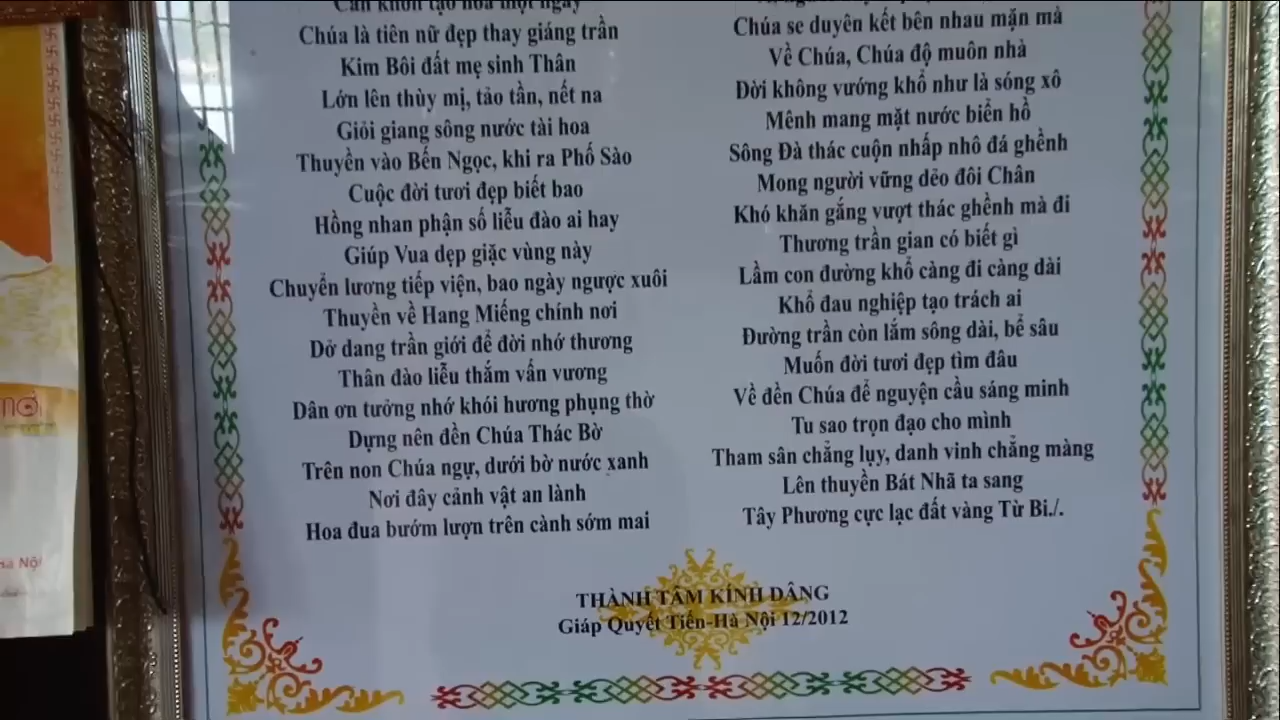 Càn khôn tạo hóa một ngày
Chúa là tiên nữ đẹp thay giáng trần
Kim Bôi đất mẹ sinh Thân
Lớn lên thùy mị, tảo tần, nết na
Giỏi giang sông nước tài hoa
Thuyền vào Bến Ngọc, khi ra Phố Sào
Cuộc đời tươi đẹp biết bao
Hồng nhan phận số liễu đào ai hay
Giúp Vua dẹp giặc vùng này
Chuyển lương tiếp viện, bao ngày ngược xuôi
Thuyền về Hang Miếng chính nơi
Dở dang trần giới để đời nhớ thương
Thân đào liễu thắm vấn vương
Dân ơn tưởng nhớ khói hương phụng thờ
Dựng nên đền Chúa Thác Bờ
Trên non Chúa ngự, dưới bờ nước xanh
Nơi đây cảnh vật an lành
Hoa đua bướm lượn trên cành sớm mai
Chúa se duyên kết bên nhau mặn mà
Về Chúa, Chúa độ muôn nhà
Đời không vướng khổ như là sóng xô
Mênh mang mặt nước biển hồ
Sông Đà thác cuộn nhấp nhô đá ghềnh
Mong người vững dẻo đôi Chân
Khó khăn gắng vượt thác ghềnh mà đi
Thương trần gian có biết gì
Lầm con đường khổ càng đi càng dài
Khổ đau nghiệp tạo trách ai
Đường trần còn lắm sông dài, bể sâu
Muốn đời tươi đẹp tìm đâu
Về đền Chúa để nguyện cầu sáng minh
Tu sao trọn đạo cho mình
Tham sân chẳng lụy, danh vinh chẳng màng
Lên thuyền Bát Nhã ta sang
Tây Phương cực lạc đất vàng Từ Bi./.
THÀNH TÂM KÍNH DÂNG
Giáp Quyết Tiến-Hà Nội 12/2012